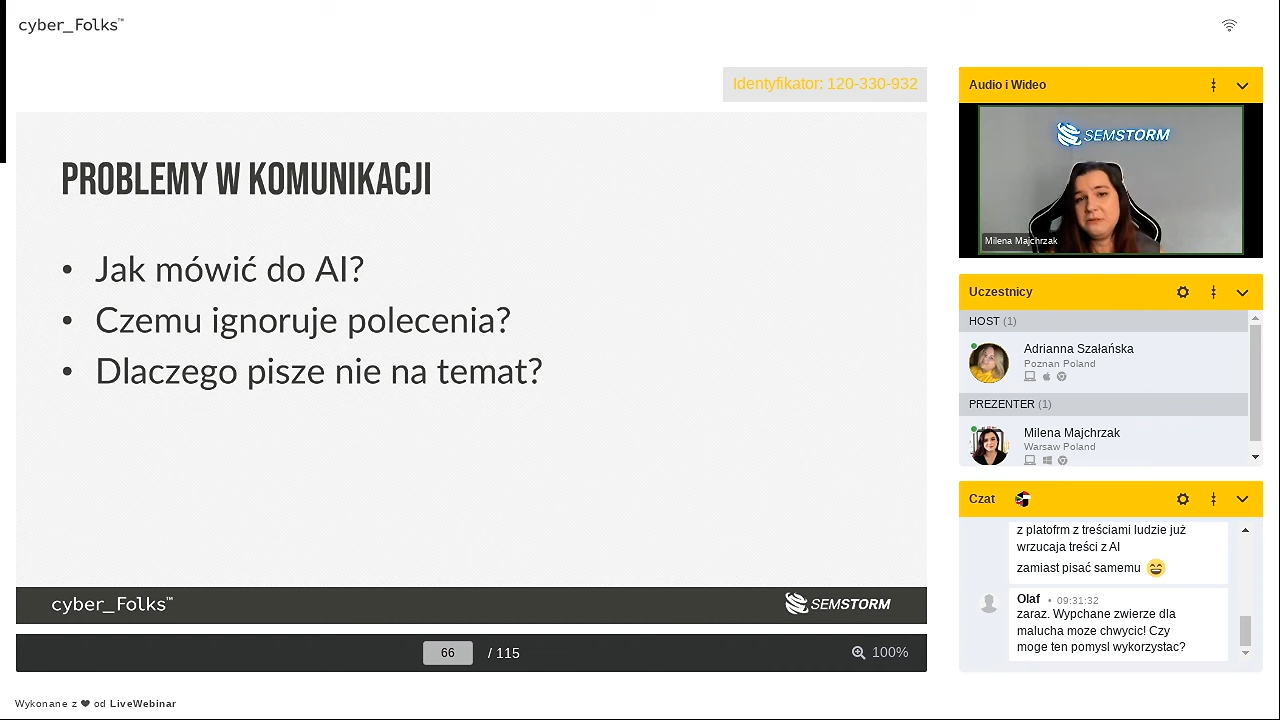 cyber_Folks™
Identyfikator: 120-330-932
PROBLEMY W KOMUNIKACJI
• Jak mówić do AI?
• Czemu ignoruje polecenia?
• Dlaczego pisze nie na temat?
cyber_Folks™
SEMSTORM
66 / 115
100%
Wykonane z ❤ od LiveWebinar
Audio i Wideo
SEMSTORM
Milena Majchrzak
Uczestnicy
HOST (1)
Adrianna Szałańska
Poznan Poland
PREZENTER (1)
Milena Majchrzak
Warsaw Poland
Czat
z platofrm z treściami ludzie już
wrzucaja treści z AI
zamiast pisać samemu 😄
Olaf • 09:31:32
zaraz. Wypchane zwierze dla
malucha moze chwycic! Czy
moge ten pomysl wykorzystac?